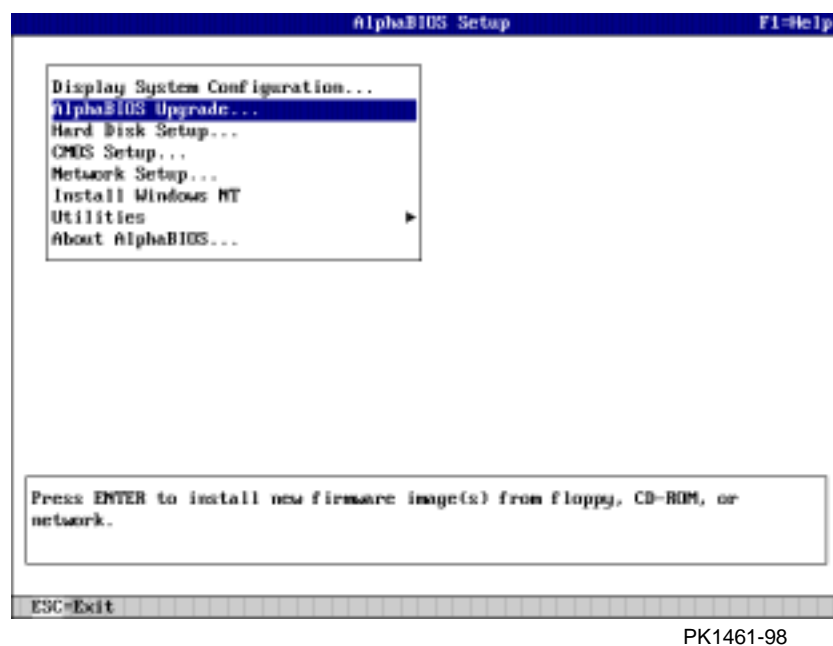 AlphaBIOS Setup F1=Help
Display System Configuration...
AlphaBIOS Upgrade...
Hard Disk Setup...
CMOS Setup...
Network Setup...
Install Windows NT
Utilities
About AlphaBIOS...
Press ENTER to install new firmware image(s) from floppy, CD-ROM, or
network.
ESC=Exit
PK1461-98